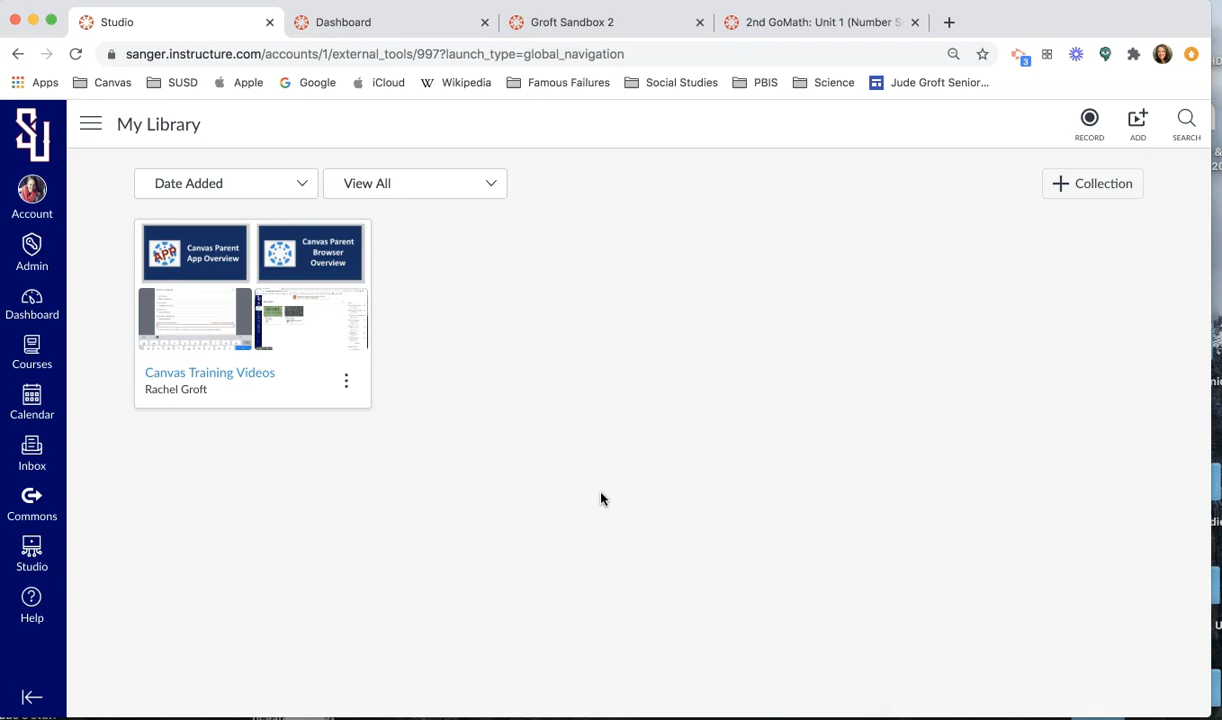 Studio
Dashboard
Groft Sandbox 2
2nd GoMath: Unit 1 (Number S
sanger.instructure.com/accounts/1/external_tools/997?launch_type=global_navigation
3
Apps
Canvas
SUSD
Apple
Google
iCloud
Wikipedia
Famous Failures
Social Studies
PBIS
Science
Jude Groft Senior...
My Library
RECORD
ADD
SEARCH
Date Added
View All
Collection
APP
Canvas Parent
App Overview
Canvas Parent
Browser
Overview
Canvas Training Videos
Rachel Groft
Account
Admin
Dashboard
Courses
Calendar
Inbox
Commons
Studio
Help